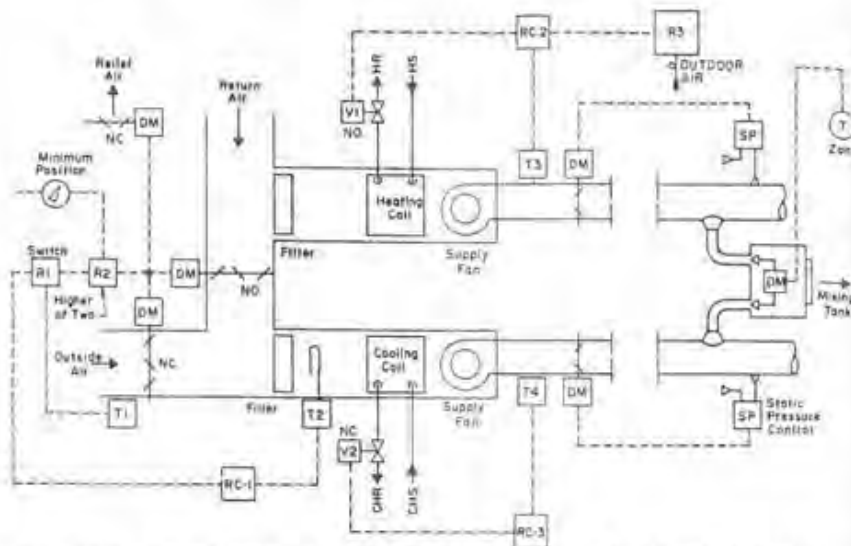 Relief Air
DM
NC
Return Air
Minimum Position
Switch
R1
R2
Higher of Two
DM
NO
DM
Outside Air
NC
T1
RC-1
Filter
Filter
T2
V1
NO
HR
HS
Heating Coil
Supply Fan
RC-2
R3
OUTDOOR AIR
T3
DM
SP
T
Zone
DM
Mixing Tank
Cooling Coil
Supply Fan
NC
V2
CHR
CHS
T4
DM
SP
Static Pressure Control
RC-3